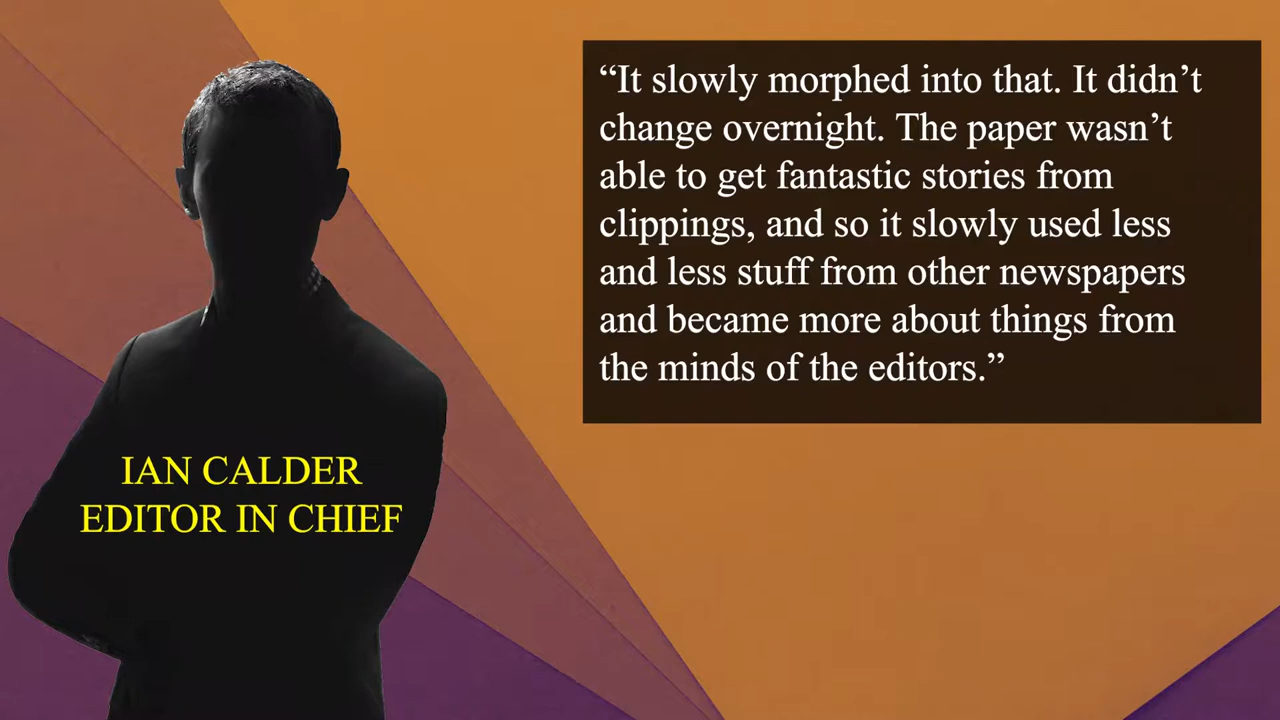 “It slowly morphed into that. It didn’t
change overnight. The paper wasn’t
able to get fantastic stories from
clippings, and so it slowly used less
and less stuff from other newspapers
and became more about things from
the minds of the editors.”
IAN CALDER
EDITOR IN CHIEF